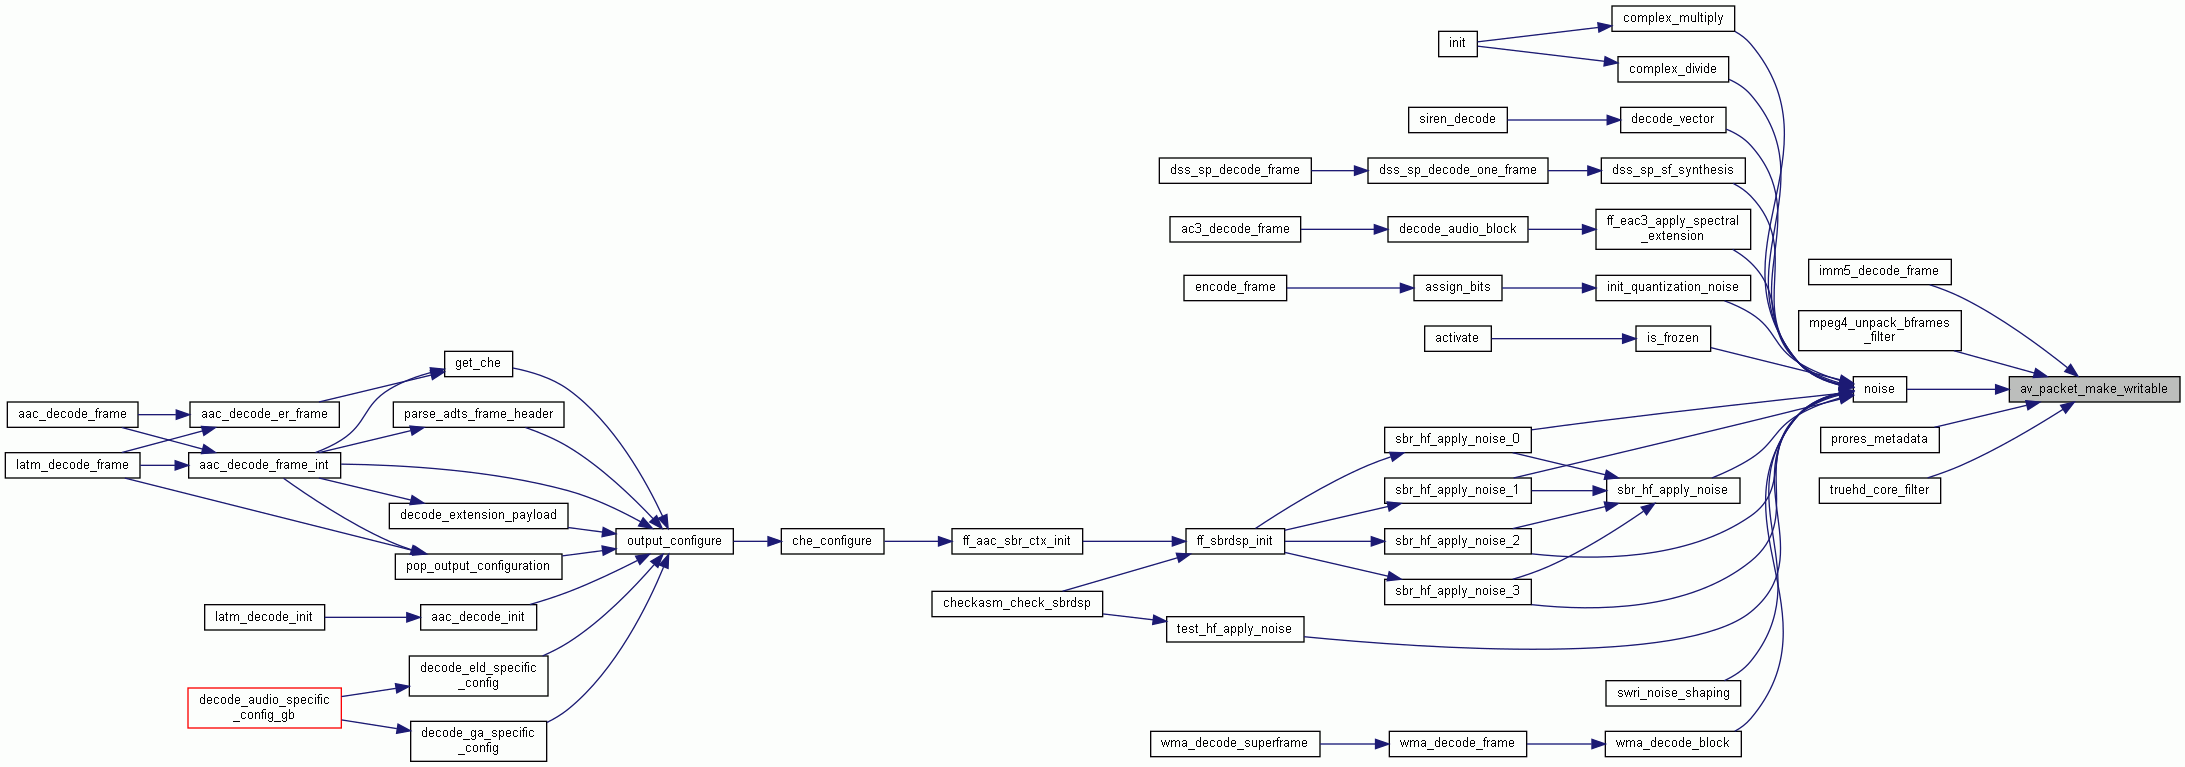 complex_multiply
init
complex_divide
siren_decode
decode_vector
dss_sp_decode_frame
dss_sp_decode_one_frame
dss_sp_sf_synthesis
ac3_decode_frame
decode_audio_block
ff_eac3_apply_spectral
_extension
imm5_decode_frame
encode_frame
assign_bits
init_quantization_noise
mpeg4_unpack_bframes
_filter
activate
is_frozen
get_che
noise
av_packet_make_writable
aac_decode_frame
aac_decode_er_frame
parse_adts_frame_header
sbr_hf_apply_noise_0
prores_metadata
latm_decode_frame
aac_decode_frame_int
sbr_hf_apply_noise_1
sbr_hf_apply_noise
truehd_core_filter
decode_extension_payload
output_configure
che_configure
ff_aac_sbr_ctx_init
ff_sbrdsp_init
sbr_hf_apply_noise_2
pop_output_configuration
sbr_hf_apply_noise_3
checkasm_check_sbrdsp
latm_decode_init
aac_decode_init
test_hf_apply_noise
decode_eld_specific
_config
swri_noise_shaping
decode_audio_specific
_config_gb
decode_ga_specific
_config
wma_decode_superframe
wma_decode_frame
wma_decode_block